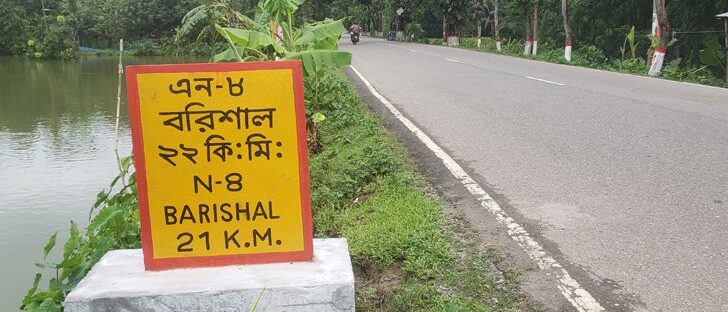 এন-৮
বরিশাল
২২ কি:মি:
N-8
BARISHAL
21 K.M.